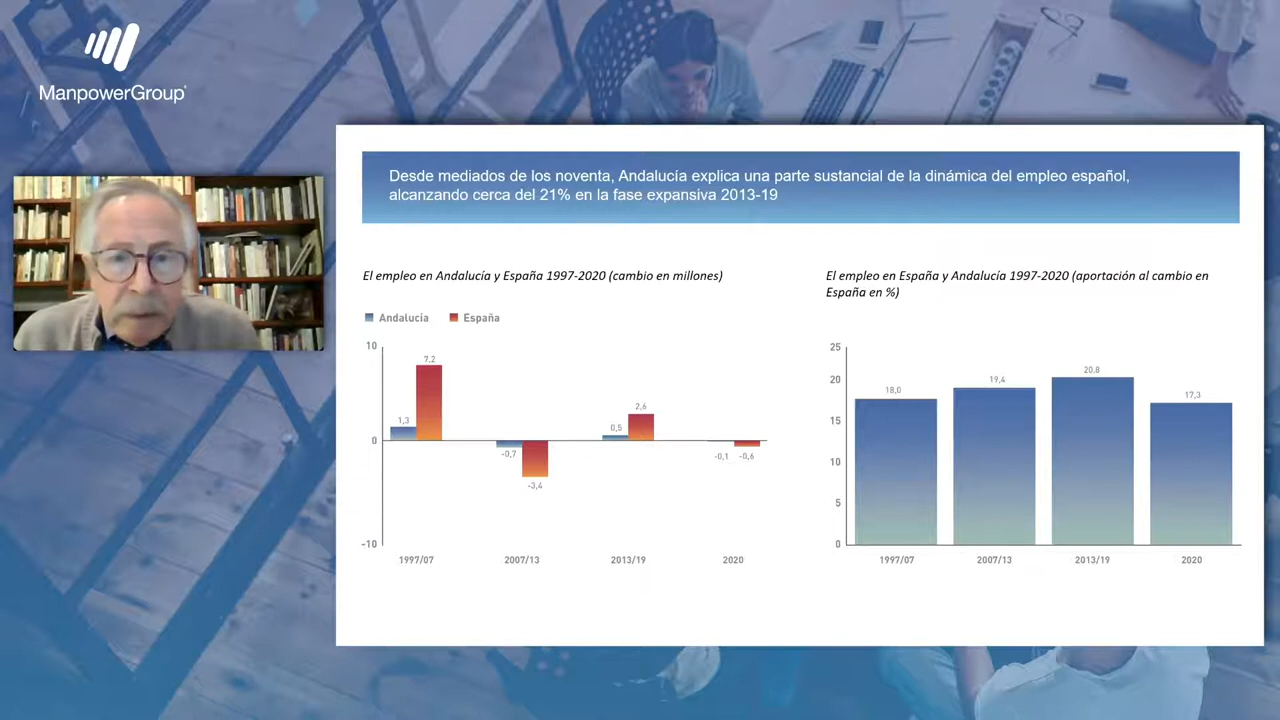 ManpowerGroup
Desde mediados de los noventa, Andalucía explica una parte sustancial de la dinámica del empleo español,
alcanzando cerca del 21% en la fase expansiva 2013-19
El empleo en Andalucía y España 1997-2020 (cambio en millones)
Andalucía España
10
0
-10
1,3
7,2
-0,7
-3,4
0,5
2,6
-0,1
-0,6
1997/07 2007/13 2013/19 2020
El empleo en España y Andalucía 1997-2020 (aportación al cambio en
España en %)
25
20
15
10
5
0
18,0
19,4
20,8
17,3
1997/07 2007/13 2013/19 2020